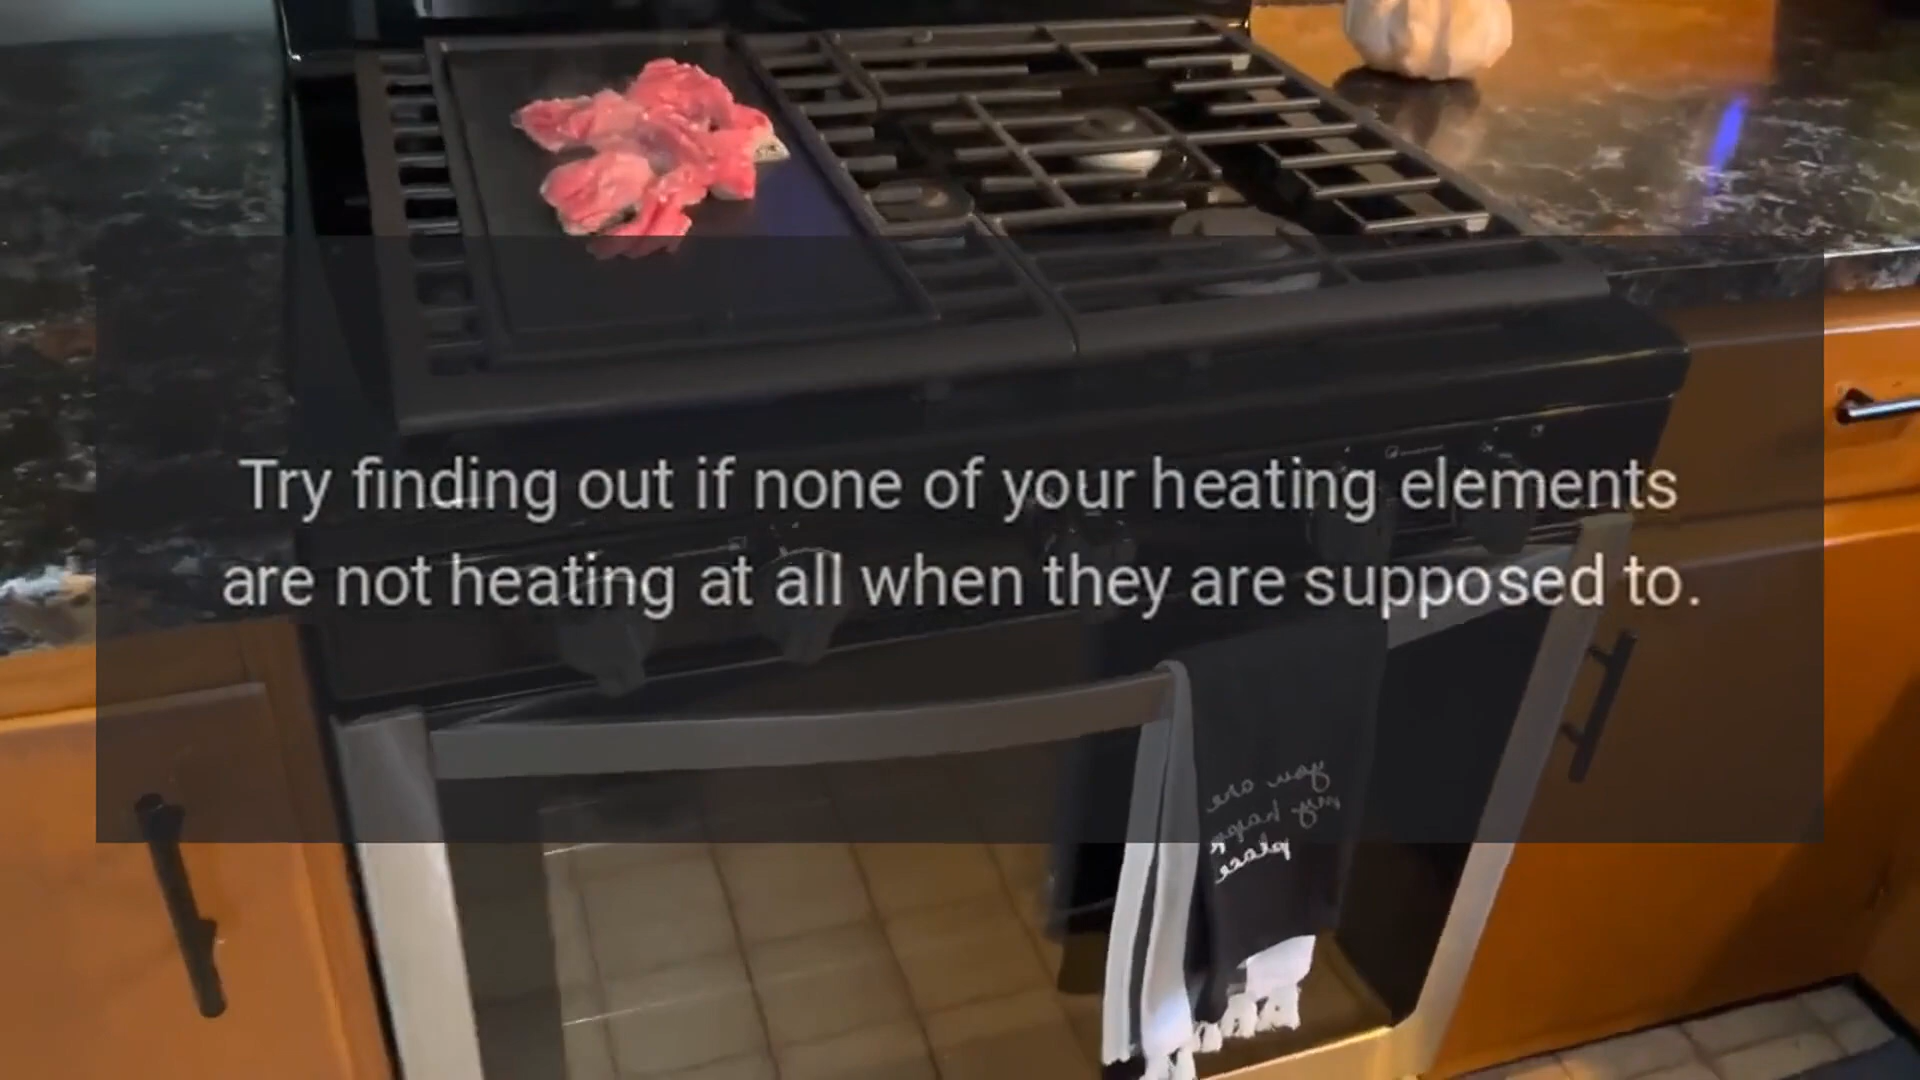 Try finding out if none of your heating elements
are not heating at all when they are supposed to.
you are
my happy
place